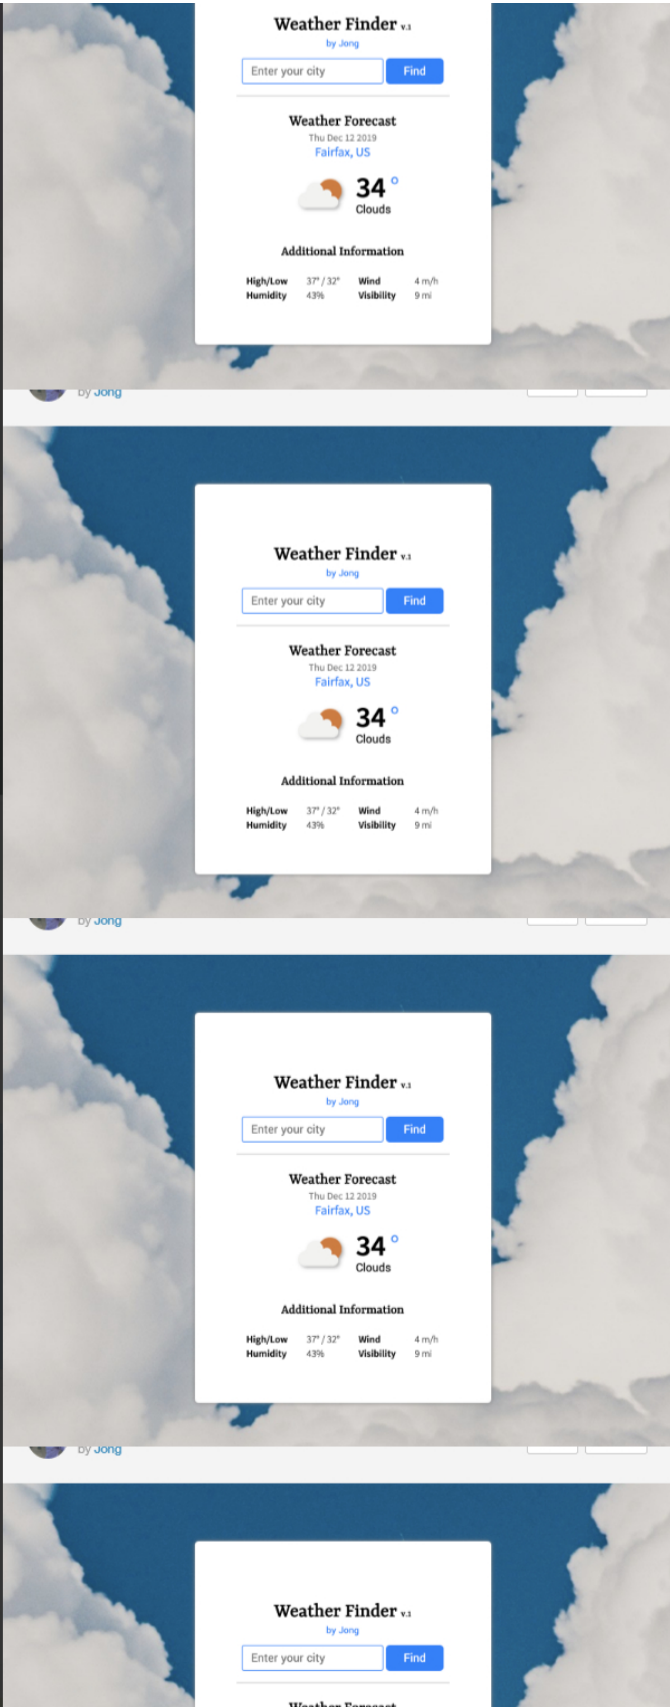 Weather Finder v.1
by Jong
Enter your city Find
Weather Forecast
Thu Dec 12 2019
Fairfax, US
34°
Clouds
Additional Information
High/Low 37° / 32° Wind 4 m/h
Humidity 43% Visibility 9 mi
by Jong
Weather Finder v.1
by Jong
Enter your city Find
Weather Forecast
Thu Dec 12 2019
Fairfax, US
34°
Clouds
Additional Information
High/Low 37° / 32° Wind 4 m/h
Humidity 43% Visibility 9 mi
by Jong
Weather Finder v.1
by Jong
Enter your city Find
Weather Forecast
Thu Dec 12 2019
Fairfax, US
34°
Clouds
Additional Information
High/Low 37° / 32° Wind 4 m/h
Humidity 43% Visibility 9 mi
by Jong
Weather Finder v.1
by Jong
Enter your city Find
Weather Forecast